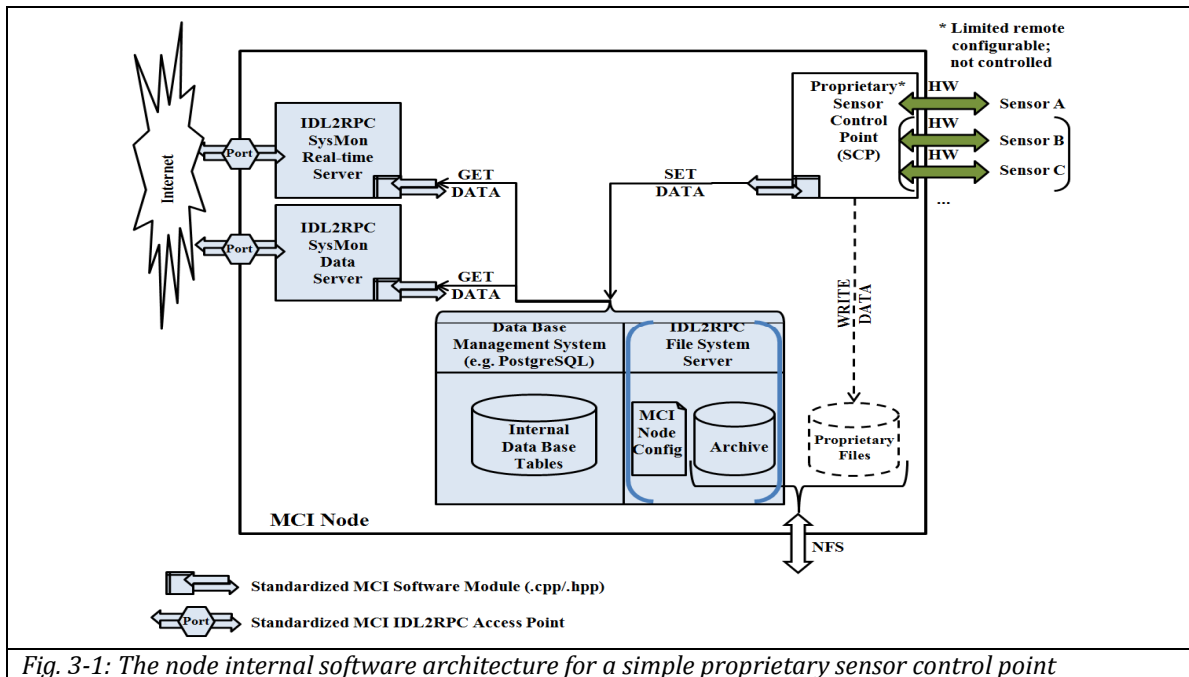 * Limited remote
configurable;
not controlled
Internet
Port
IDL2RPC
SysMon
Real-time
Server
GET
DATA
SET
DATA
Proprietary*
Sensor
Control
Point
(SCP)
HW
Sensor A
HW
Sensor B
HW
Sensor C
...
Port
IDL2RPC
SysMon
Data
Server
GET
DATA
WRITE
DATA
Data Base
Management System
(e.g. PostgreSQL)
IDL2RPC
File System
Server
Internal
Data Base
Tables
MCI
Node
Config
Archive
Proprietary
Files
MCI Node
NFS
Standardized MCI Software Module (.cpp/.hpp)
Port
Standardized MCI IDL2RPC Access Point
Fig. 3-1: The node internal software architecture for a simple proprietary sensor control point